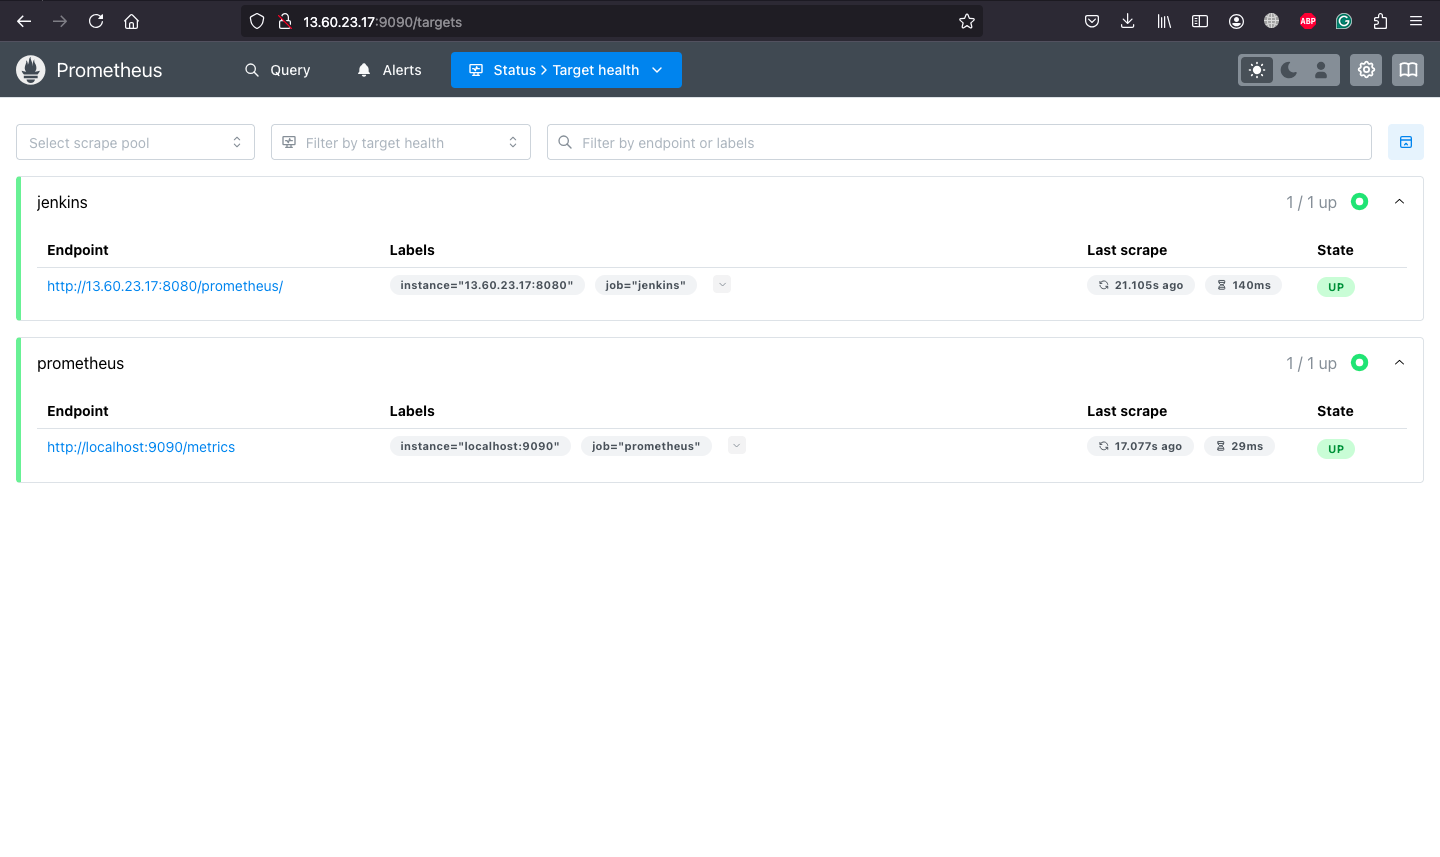 13.60.23.17:9090/targets
ABP
Prometheus Query Alerts Status > Target health
Select scrape pool Filter by target health Filter by endpoint or labels
jenkins 1 / 1 up
Endpoint Labels Last scrape State
http://13.60.23.17:8080/prometheus/ instance="13.60.23.17:8080" job="jenkins" 21.105s ago 140ms UP
prometheus 1 / 1 up
Endpoint Labels Last scrape State
http://localhost:9090/metrics instance="localhost:9090" job="prometheus" 17.077s ago 29ms UP